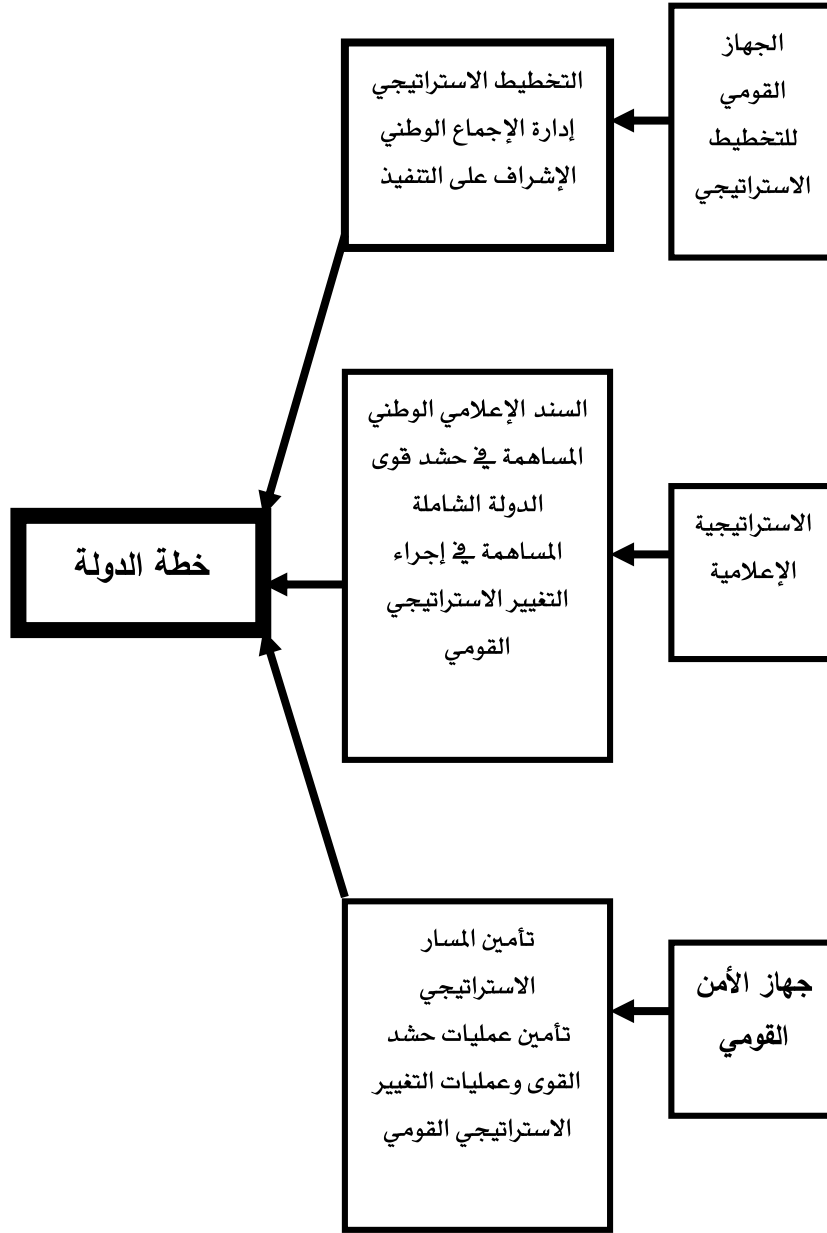 الجهاز
القومي
للتخطيط
الاستراتيجي
التخطيط الاستراتيجي
إدارة الإجماع الوطني
الإشراف على التنفيذ
الاستراتيجية
الإعلامية
السند الإعلامي الوطني
المساهمة في حشد قوى
الدولة الشاملة
المساهمة في إجراء
التغيير الاستراتيجي
القومي
خطة الدولة
جهاز الأمن
القومي
تأمين المسار
الاستراتيجي
تأمين عمليات حشد
القوى وعمليات التغيير
الاستراتيجي القومي